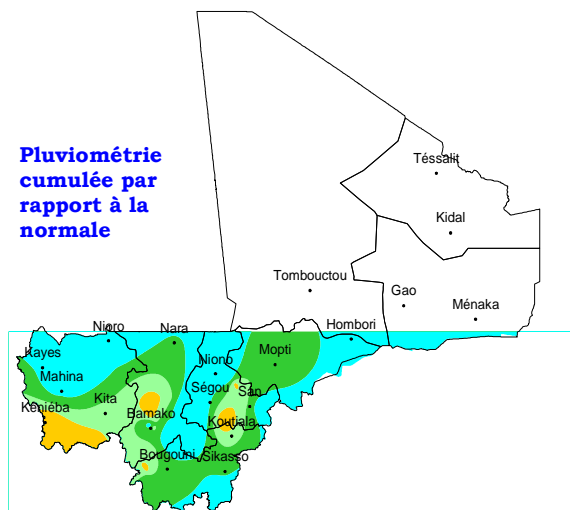 Pluviométrie
cumulée par
rapport à la
normale
Téssalit
Kidal
Tombouctou
Gao
Ménaka
Hombori
Nioro
Nara
Kayes
Mahina
Niono
Mopti
Ségou
San
Kéniéba
Kita
Bamako
Koutiala
Bougouni
Sikasso